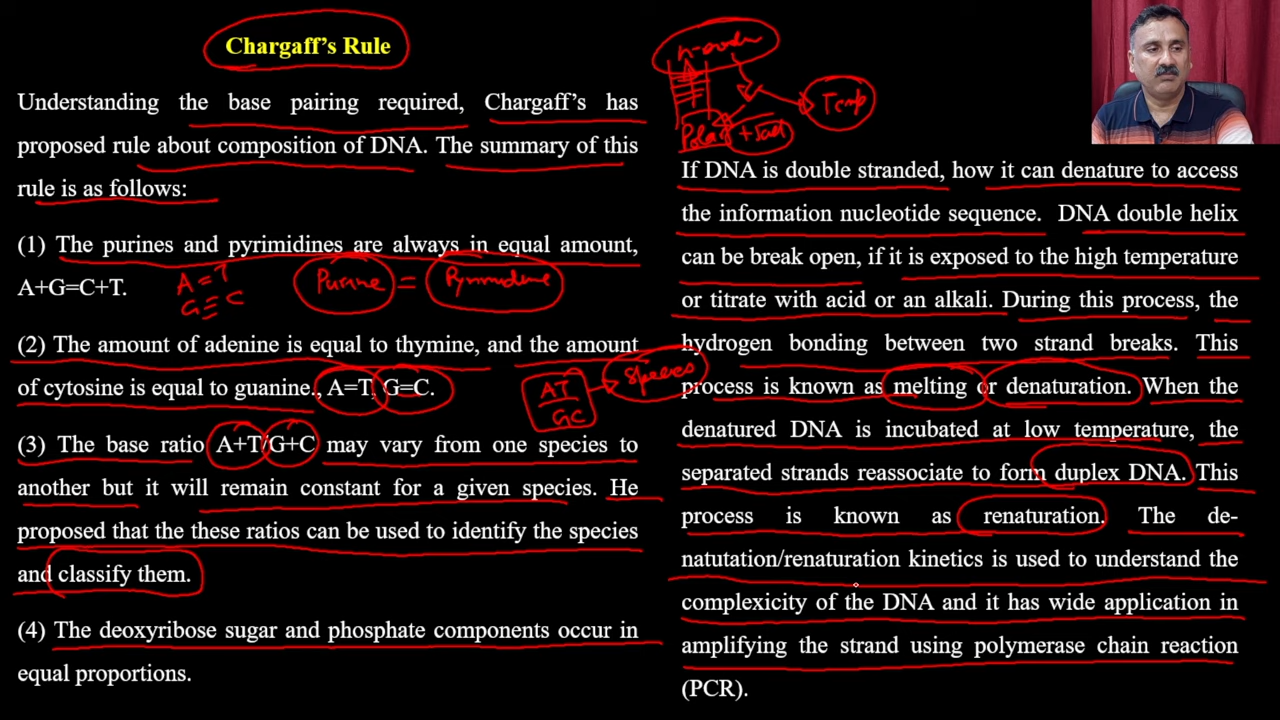 Chargaff's Rule
Understanding the base pairing required, Chargaff's has
proposed rule about composition of DNA. The summary of this
rule is as follows:
(1) The purines and pyrimidines are always in equal amount,
A+G=C+T.
A = T
G ≡ C
Purine = Pyrimidine
(2) The amount of adenine is equal to thymine, and the amount
of cytosine is equal to guanine., A=T, G=C.
AT
GC
Species
(3) The base ratio A+T/G+C may vary from one species to
another but it will remain constant for a given species. He
proposed that the these ratios can be used to identify the species
and classify them.
(4) The deoxyribose sugar and phosphate components occur in
equal proportions.
Temp
If DNA is double stranded, how it can denature to access
the information nucleotide sequence. DNA double helix
can be break open, if it is exposed to the high temperature
or titrate with acid or an alkali. During this process, the
hydrogen bonding between two strand breaks. This
process is known as melting or denaturation. When the
denatured DNA is incubated at low temperature, the
separated strands reassociate to form duplex DNA. This
process is known as renaturation. The de-
natutation/renaturation kinetics is used to understand the
complexicity of the DNA and it has wide application in
amplifying the strand using polymerase chain reaction
(PCR).